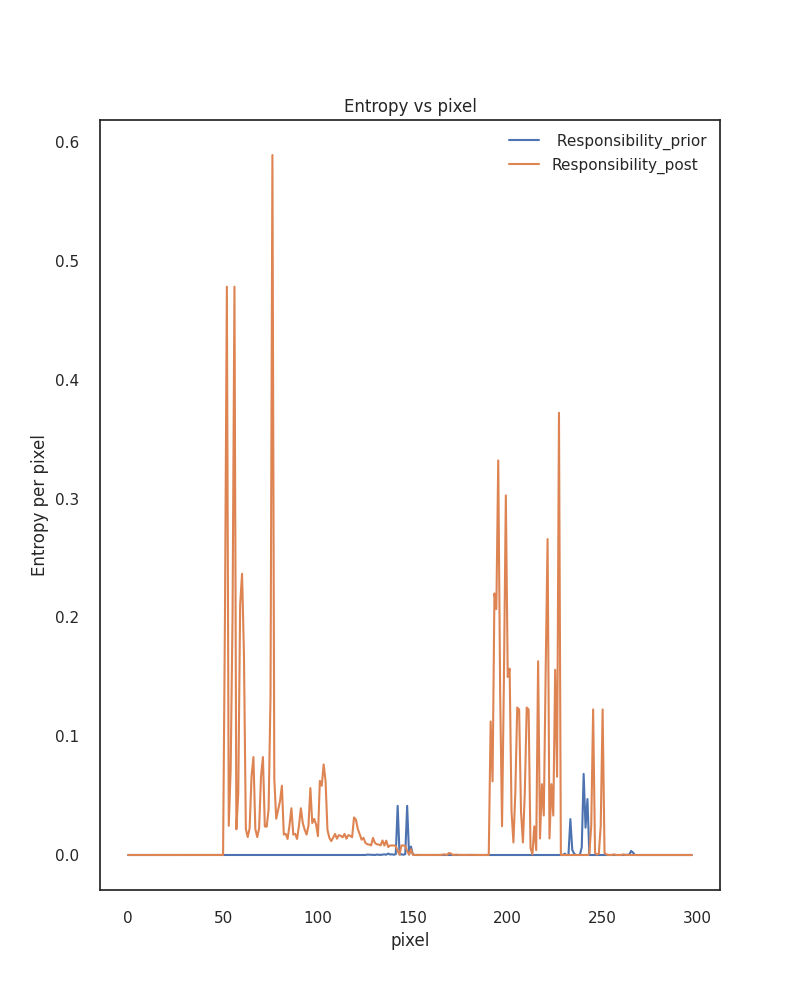 Entropy vs pixel
Responsibility_prior
Responsibility_post
0.6
0.5
0.4
0.3
0.2
0.1
0.0
Entropy per pixel
0 50 100 150 200 250 300
pixel